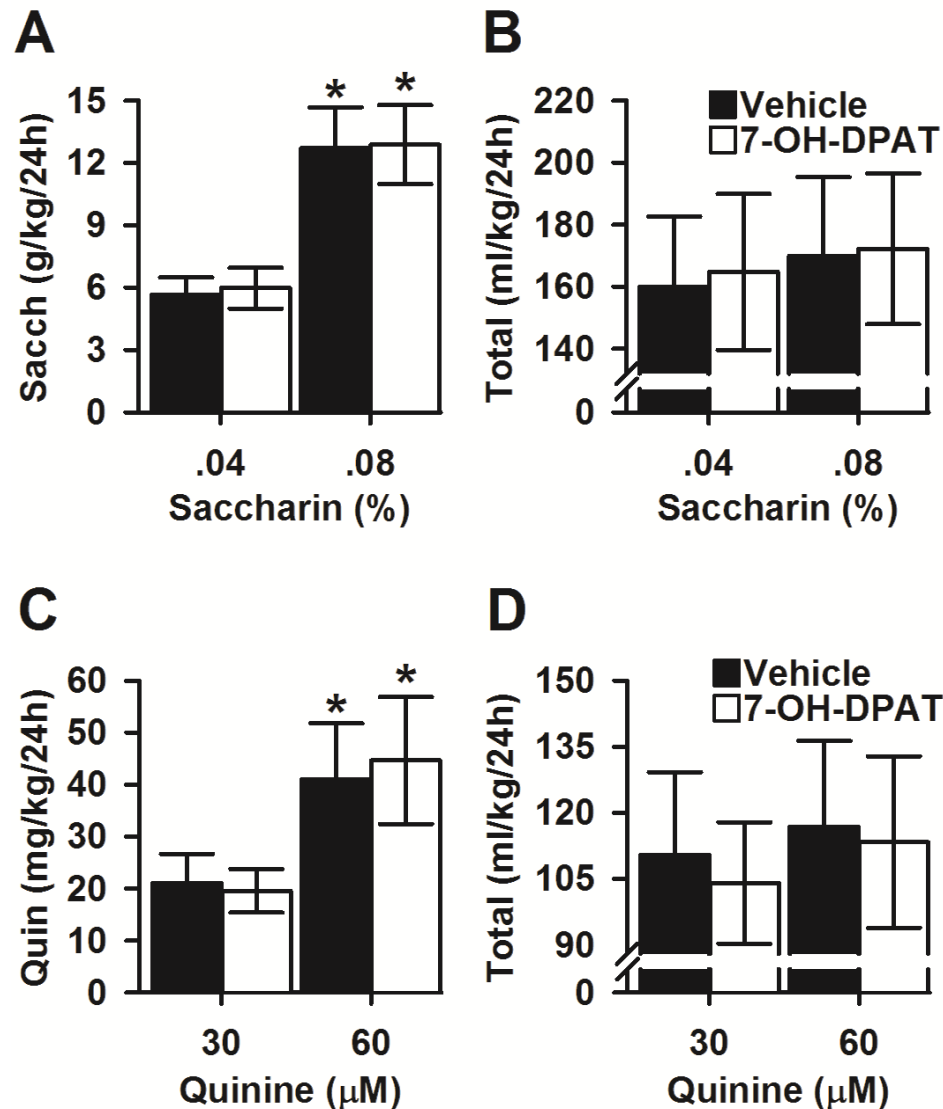 A
Sacch (g/kg/24h)
15
12
9
6
3
0
* *
.04 .08
Saccharin (%)
B
Total (ml/kg/24h)
220
200
180
160
140
0
Vehicle
7-OH-DPAT
.04 .08
Saccharin (%)
C
Quin (mg/kg/24h)
60
50
40
30
20
10
0
* *
30 60
Quinine (μM)
D
Total (ml/kg/24h)
150
135
120
105
90
0
Vehicle
7-OH-DPAT
30 60
Quinine (μM)